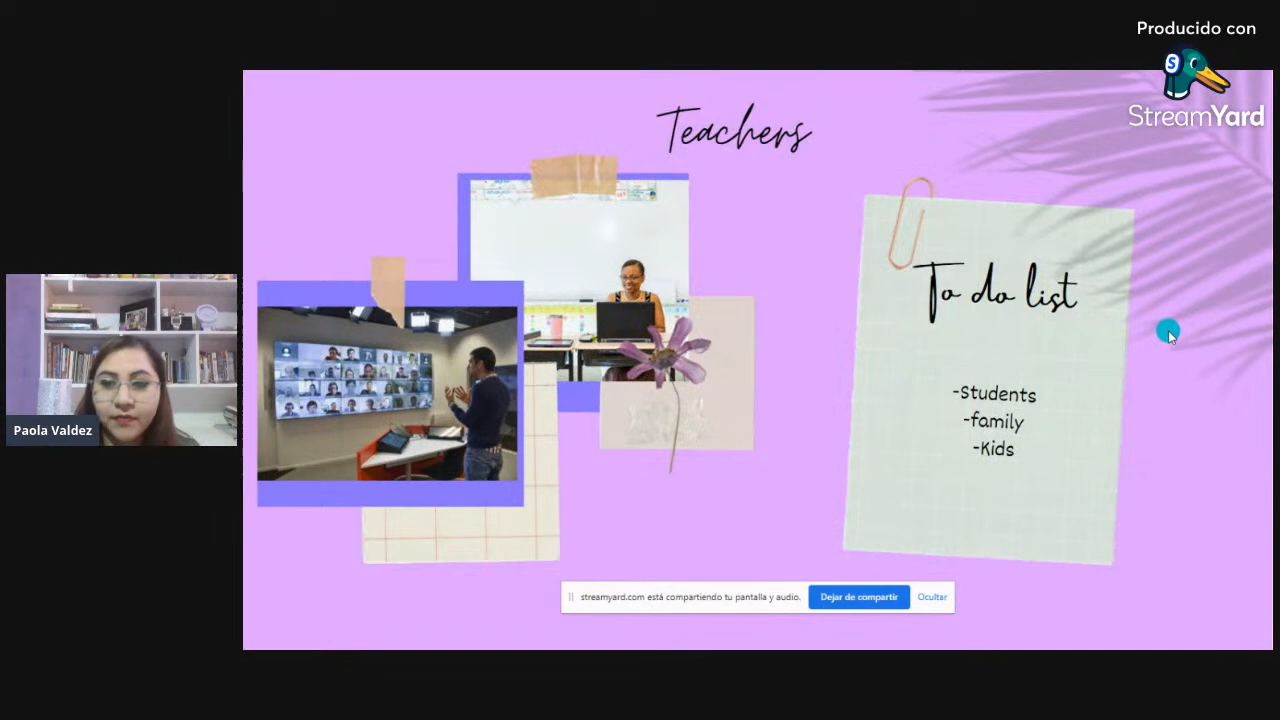 Producido con
StreamYard
Teachers
To do list
-Students
-family
-Kids
Paola Valdez
streamyard.com está compartiendo tu pantalla y audio.
Dejar de compartir
Ocultar